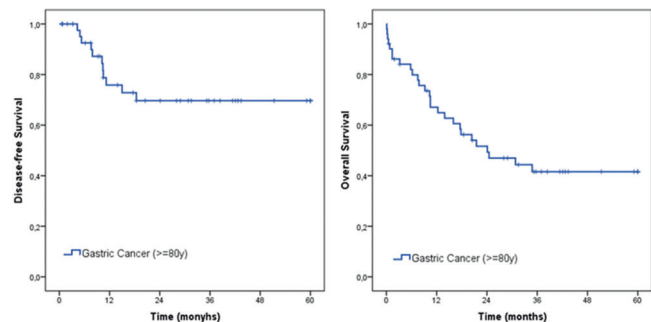 1,0
0,8
0,6
0,4
0,2
0,0
Disease-free Survival
Gastric Cancer (>=80y)
0 12 24 36 48 60
Time (monyhs)
1,0
0,8
0,6
0,4
0,2
0,0
Overall Survival
Gastric Cancer (>=80y)
0 12 24 36 48 60
Time (months)